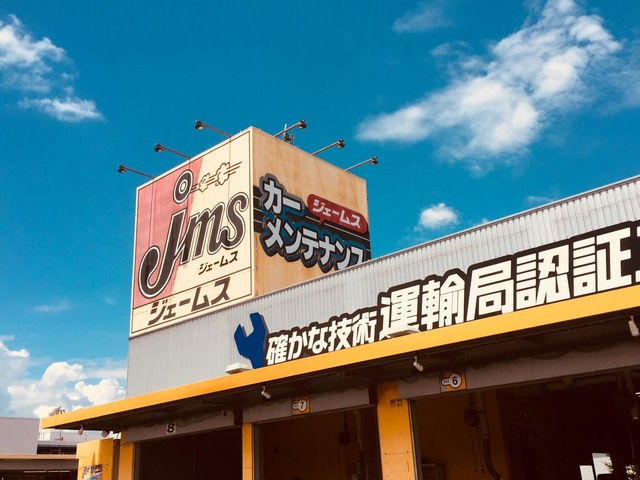 jms
ジェームス
ジェームス
カー
ジェームス
メンテナンス
確かな技術 運輸局認証
8
7
6